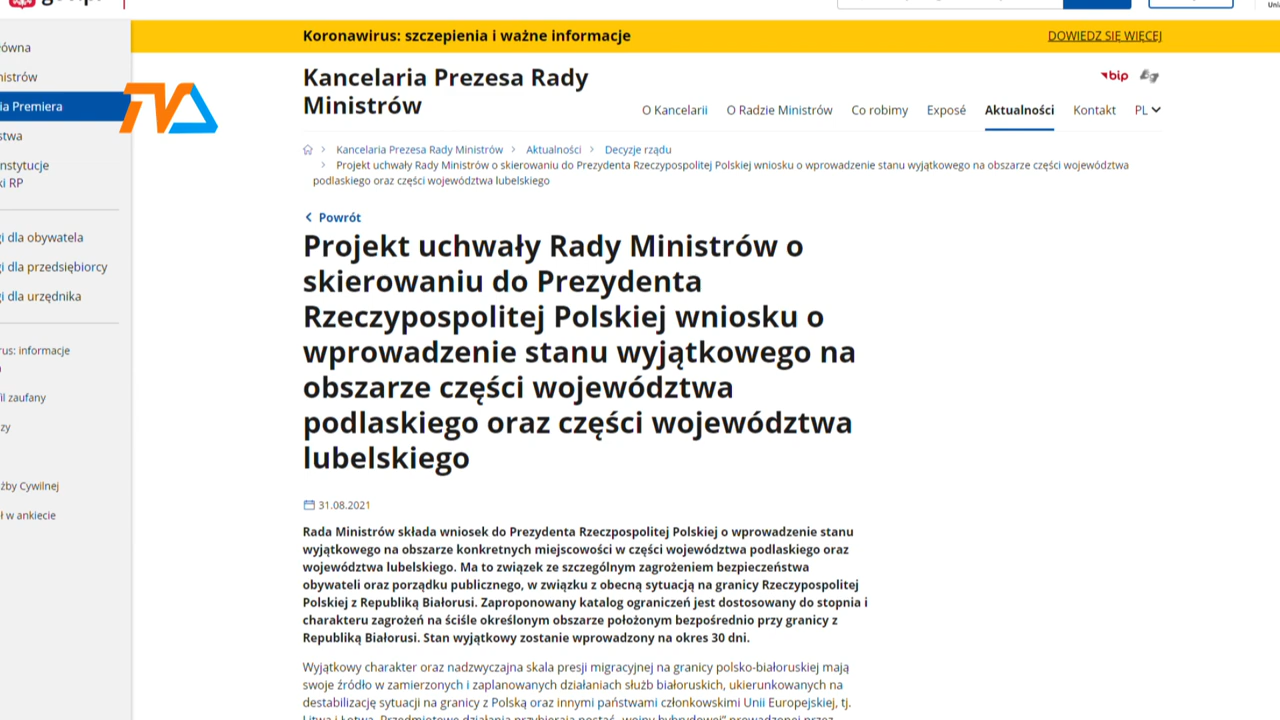 Koronawirus: szczepienia i ważne informacje
DOWIEDZ SIĘ WIĘCEJ
Kancelaria Prezesa Rady
Ministrów
bip
O Kancelarii
O Radzie Ministrów
Co robimy
Exposé
Aktualności
Kontakt
PL
TVA
ia Premiera
nstytucje
ki RP
i dla obywatela
i dla przedsiębiorcy
i dla urzędnika
rus: informacje
il zaufany
zy
żby Cywilnej
ł w ankiecie
Kancelaria Prezesa Rady Ministrów
Aktualności
Decyzje rządu
Projekt uchwały Rady Ministrów o skierowaniu do Prezydenta Rzeczypospolitej Polskiej wniosku o wprowadzenie stanu wyjątkowego na obszarze części województwa
podlaskiego oraz części województwa lubelskiego
Powrót
Projekt uchwały Rady Ministrów o
skierowaniu do Prezydenta
Rzeczypospolitej Polskiej wniosku o
wprowadzenie stanu wyjątkowego na
obszarze części województwa
podlaskiego oraz części województwa
lubelskiego
31.08.2021
Rada Ministrów składa wniosek do Prezydenta Rzeczpospolitej Polskiej o wprowadzenie stanu
wyjątkowego na obszarze konkretnych miejscowości w części województwa podlaskiego oraz
województwa lubelskiego. Ma to związek ze szczególnym zagrożeniem bezpieczeństwa
obywateli oraz porządku publicznego, w związku z obecną sytuacją na granicy Rzeczypospolitej
Polskiej z Republiką Białorusi. Zaproponowany katalog ograniczeń jest dostosowany do stopnia i
charakteru zagrożeń na ściśle określonym obszarze położonym bezpośrednio przy granicy z
Republiką Białorusi. Stan wyjątkowy zostanie wprowadzony na okres 30 dni.
Wyjątkowy charakter oraz nadzwyczajna skala presji migracyjnej na granicy polsko-białoruskiej mają
swoje źródło w zamierzonych i zaplanowanych działaniach służb białoruskich, ukierunkowanych na
destabilizację sytuacji na granicy z Polską oraz innymi państwami członkowskimi Unii Europejskiej, tj.